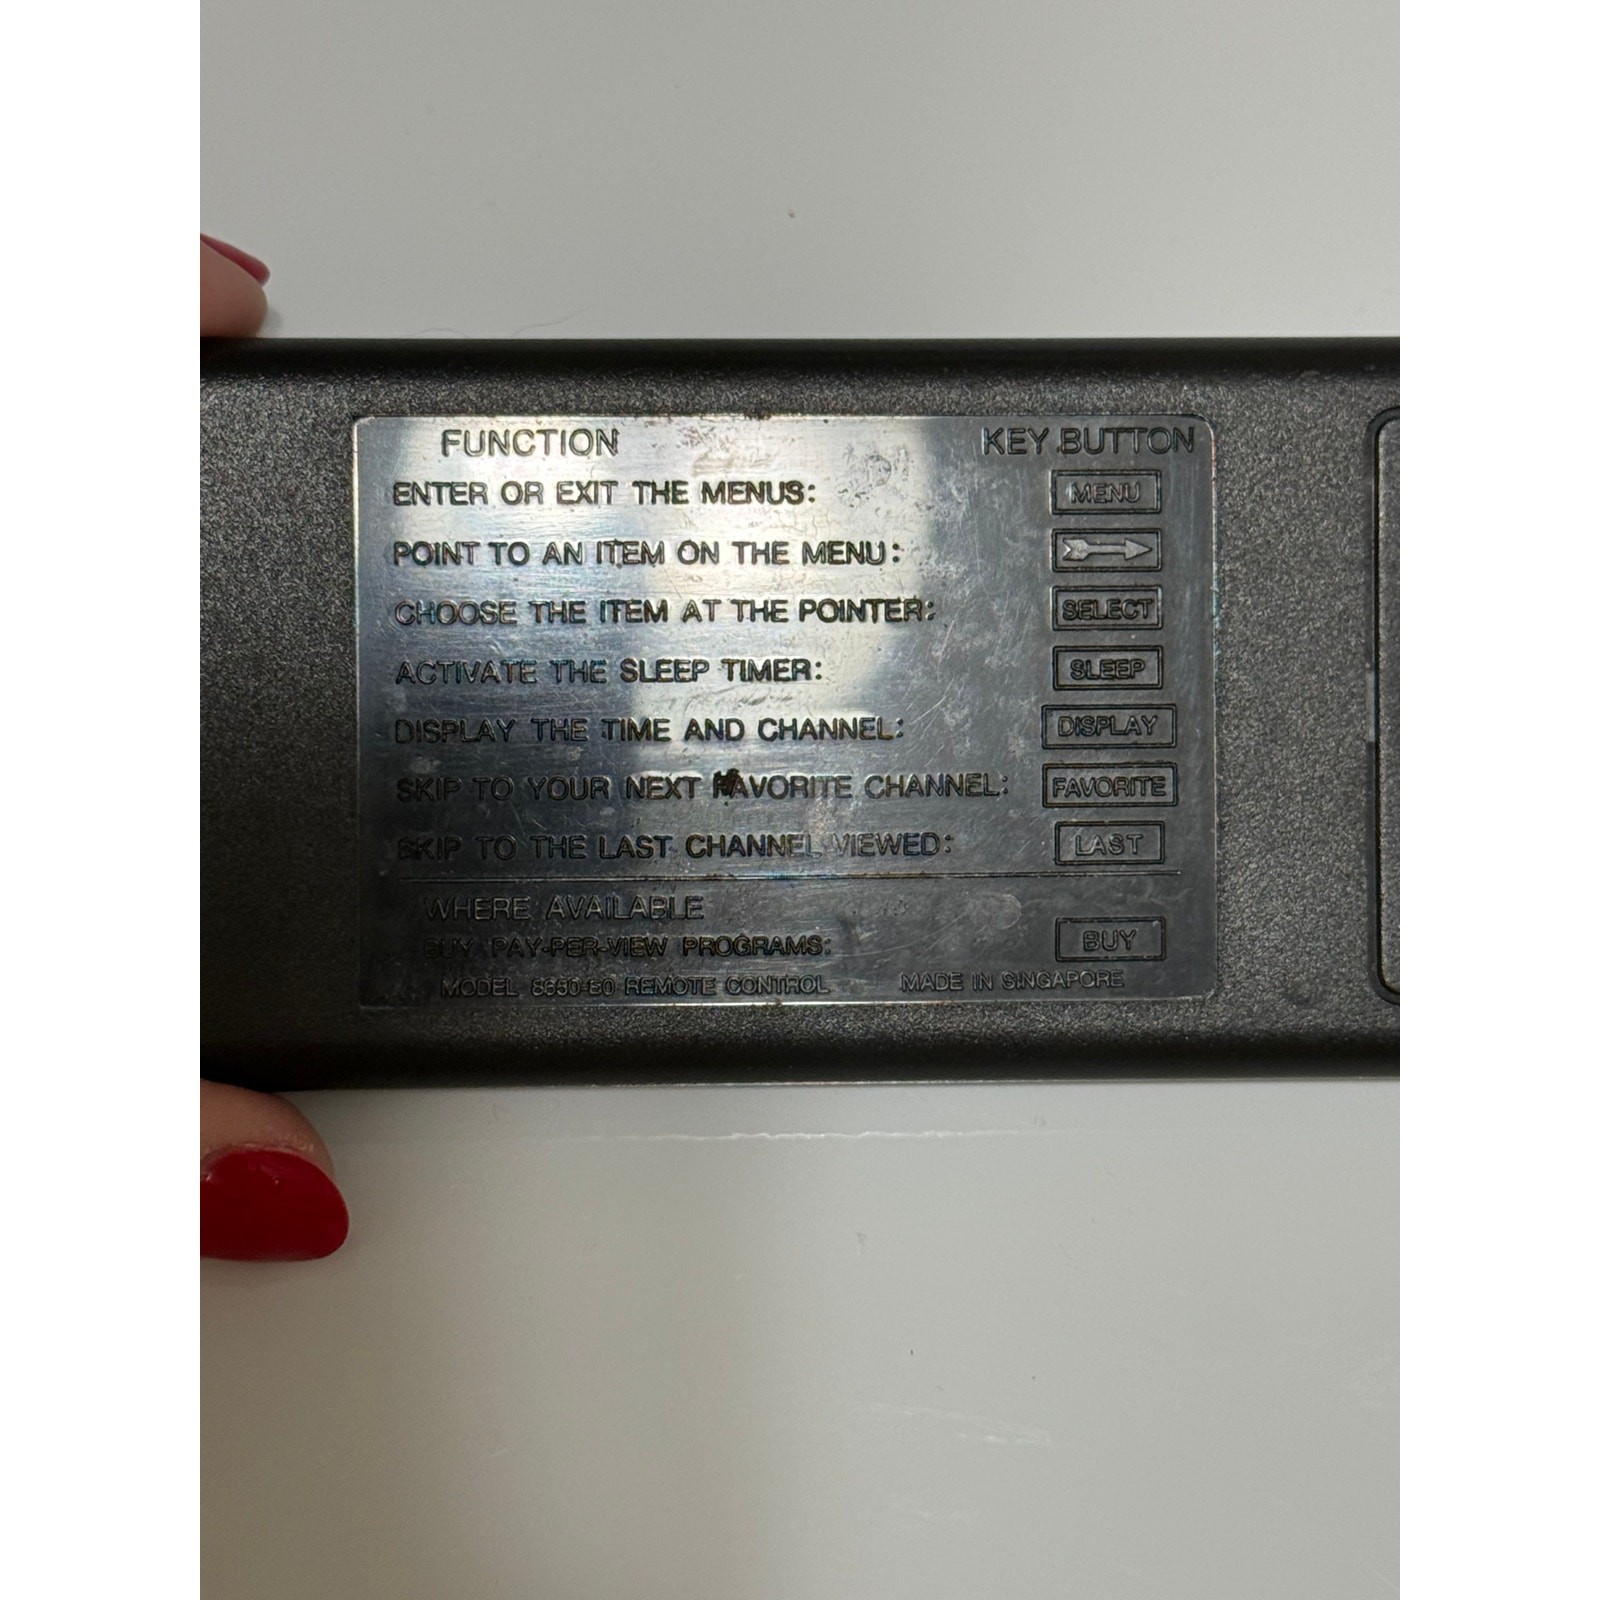 FUNCTION KEY BUTTON
ENTER OR EXIT THE MENUS: MENU
POINT TO AN ITEM ON THE MENU:
CHOOSE THE ITEM AT THE POINTER: SELECT
ACTIVATE THE SLEEP TIMER: SLEEP
DISPLAY THE TIME AND CHANNEL: DISPLAY
SKIP TO YOUR NEXT FAVORITE CHANNEL: FAVORITE
SKIP TO THE LAST CHANNEL VIEWED: LAST
WHERE AVAILABLE
BUY PAY-PER-VIEW PROGRAMS: BUY
MODEL REMOTE CONTROL MADE IN SINGAPORE